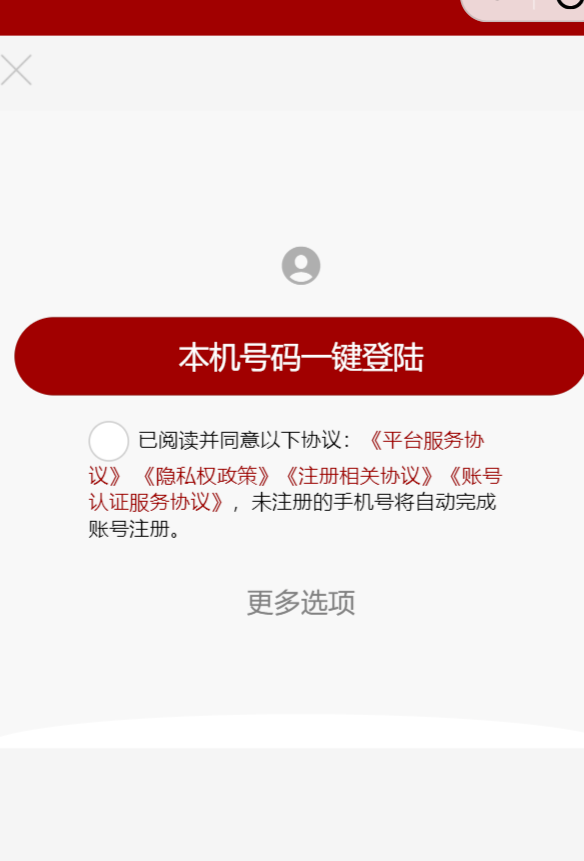 本机号码一键登陆
已阅读并同意以下协议：《平台服务协
议》《隐私权政策》《注册相关协议》《账号
认证服务协议》，未注册的手机号将自动完成
账号注册。
更多选项